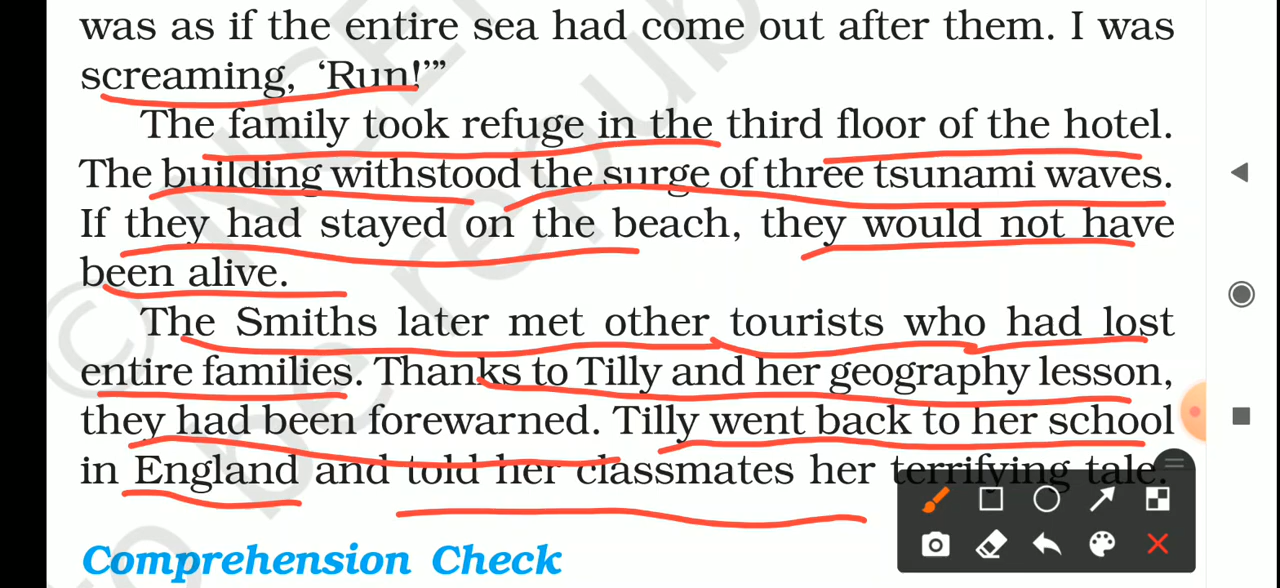 was as if the entire sea had come out after them. I was
screaming, ‘Run!’”
The family took refuge in the third floor of the hotel.
The building withstood the surge of three tsunami waves.
If they had stayed on the beach, they would not have
been alive.
The Smiths later met other tourists who had lost
entire families. Thanks to Tilly and her geography lesson,
they had been forewarned. Tilly went back to her school
in England and told her classmates her terrifying tale.
Comprehension Check